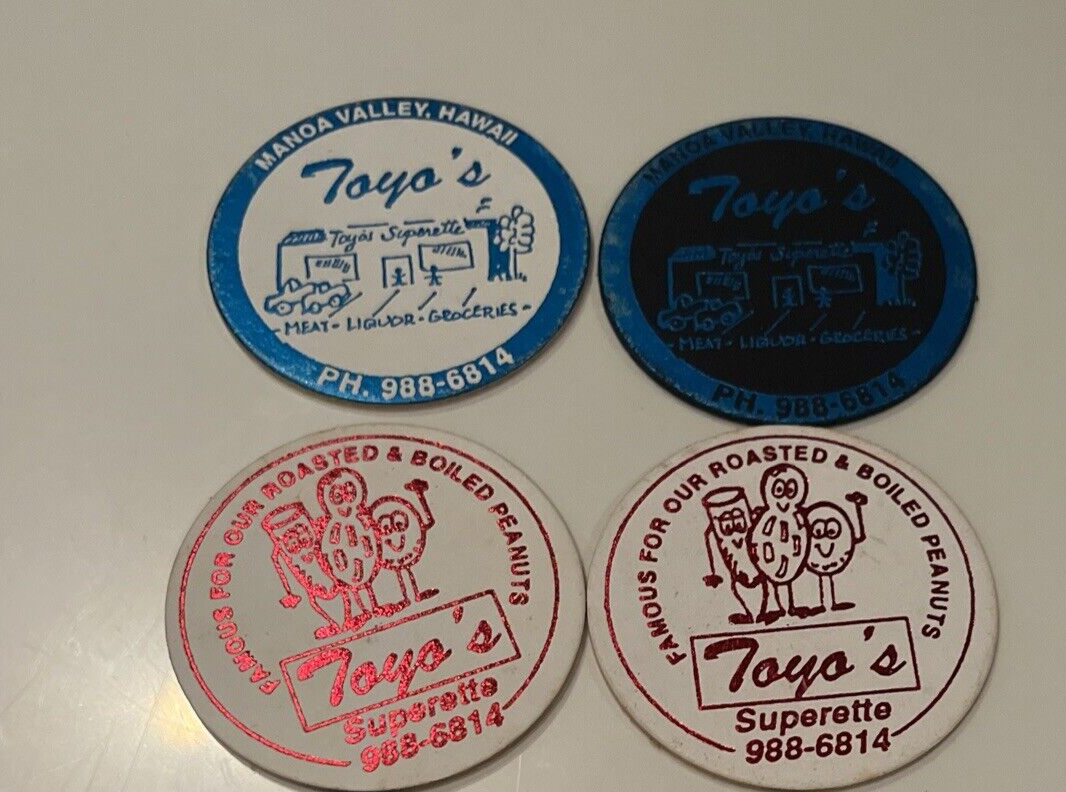 MANOA VALLEY, HAWAII
Toyo's
Toyo's Superette
- MEAT - LIQUOR - GROCERIES -
PH. 988-6814
MANOA VALLEY, HAWAII
Toyo's
Toyo's Superette
- MEAT - LIQUOR - GROCERIES -
PH. 988-6814
FAMOUS FOR OUR ROASTED & BOILED PEANUTS
Toyo's
Superette
988-6814
FAMOUS FOR OUR ROASTED & BOILED PEANUTS
Toyo's
Superette
988-6814